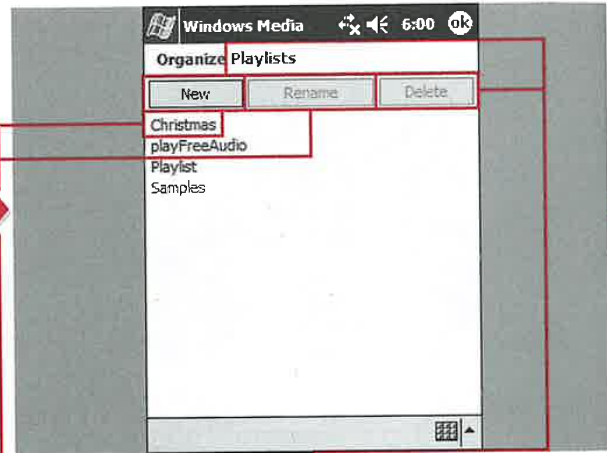 Windows Media 6:00 ok
Organize Playlists
New Rename Delete
Christmas
playFreeAudio
Playlist
Samples